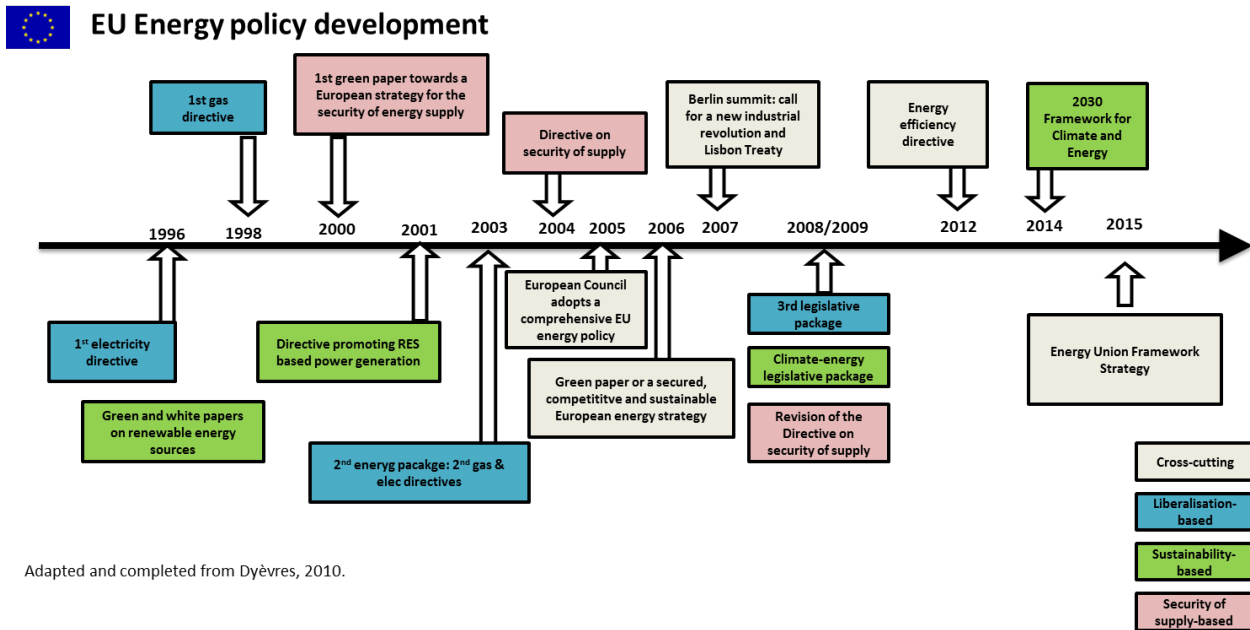 EU Energy policy development
1st gas
directive
1st green paper towards a
European strategy for the
security of energy supply
Directive on
security of supply
Berlin summit: call
for a new industrial
revolution and
Lisbon Treaty
Energy
efficiency
directive
2030
Framework for
Climate and
Energy
1996
1998
2000
2001
2003
2004
2005
2006
2007
2008/2009
2012
2014
2015
1st electricity
directive
Green and white papers
on renewable energy
sources
Directive promoting RES
based power generation
2nd eneryg pacakge: 2nd gas &
elec directives
European Council
adopts a
comprehensive EU
energy policy
Green paper or a secured,
competititve and sustainable
European energy strategy
3rd legislative
package
Climate-energy
legislative package
Revision of the
Directive on
security of supply
Energy Union Framework
Strategy
Cross-cutting
Liberalisation-
based
Sustainability-
based
Security of
supply-based
Adapted and completed from Dyèvres, 2010.